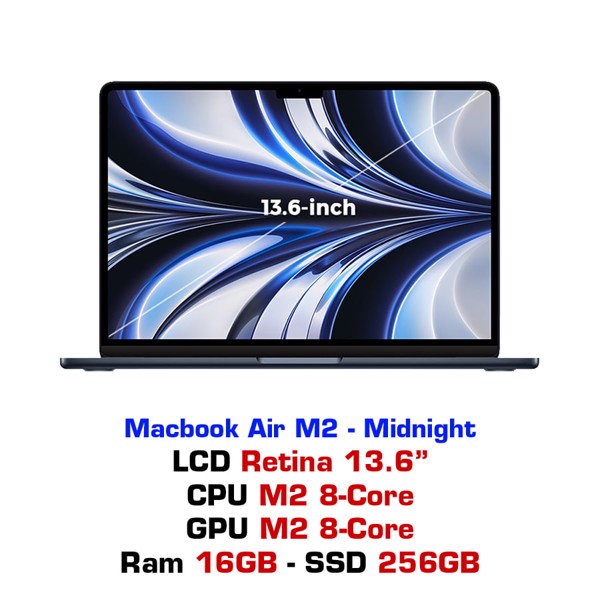 13.6-inch
Macbook Air M2 - Midnight
LCD Retina 13.6”
CPU M2 8-Core
GPU M2 8-Core
Ram 16GB - SSD 256GB